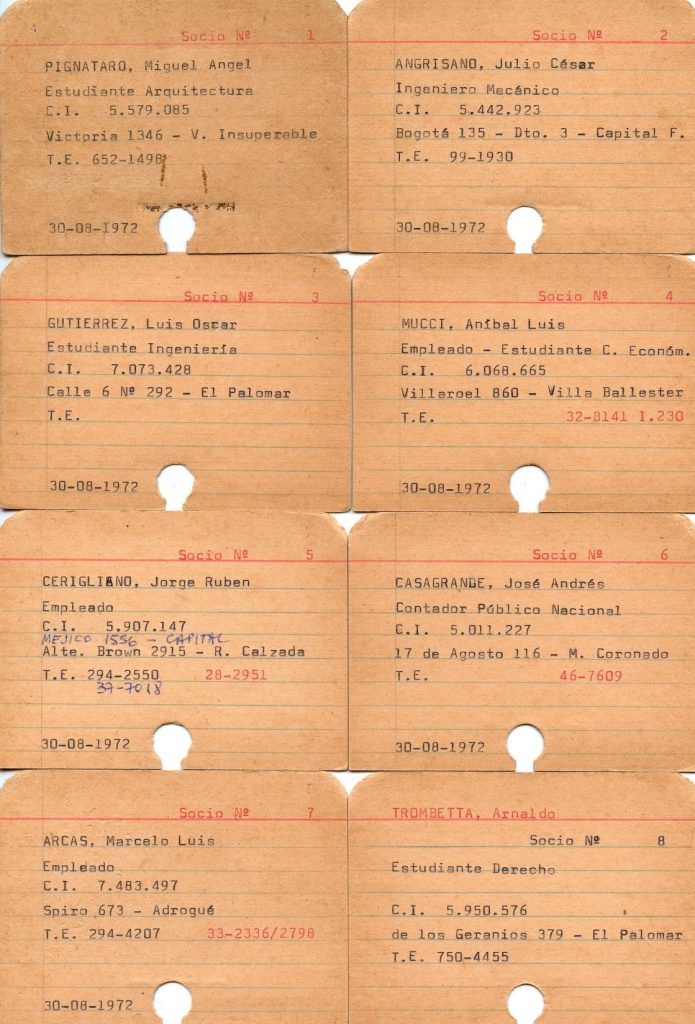 Socio Nº 1
PIGNATARO, Miguel Angel
Estudiante Arquitectura
C.I. 5.579.085
Victoria 1346 - V. Insuperable
T.E. 652-1498
30-08-1972
Socio Nº 2
ANGRISANO, Julio César
Ingeniero Mecánico
C.I. 5.442.923
Bogotá 135 - Dto. 3 - Capital F.
T.E. 99-1930
30-08-1972
Socio Nº 3
GUTIERREZ, Luis Oscar
Estudiante Ingeniería
C.I. 7.073.428
Calle 6 Nº 292 - El Palomar
T.E.
30-08-1972
Socio Nº 4
MUCCI, Aníbal Luis
Empleado - Estudiante C. Económ.
C.I. 6.068.665
Villaroel 860 - Villa Ballester
T.E. 32-8141 I.230
30-08-1972
Socio Nº 5
CERIGLIANO, Jorge Ruben
Empleado
C.I. 5.907.147
MEJICO 1556 - CAPITAL
Alte. Brown 2915 - R. Calzada
T.E. 294-2550 28-2951
37-7018
30-08-1972
Socio Nº 6
CASAGRANDE, José Andrés
Contador Público Nacional
C.I. 5.011.227
17 de Agosto 116 - M. Coronado
T.E. 46-7609
30-08-1972
Socio Nº 7
ARCAS, Marcelo Luis
Empleado
C.I. 7.483.497
Spiro 673 - Adrogué
T.E. 294-4207 33-2336/2798
30-08-1972
TROMBETTA, Arnaldo
Socio Nº 8
Estudiante Derecho
C.I. 5.950.576
de los Geranios 379 - El Palomar
T.E. 750-4455
30-08-1972